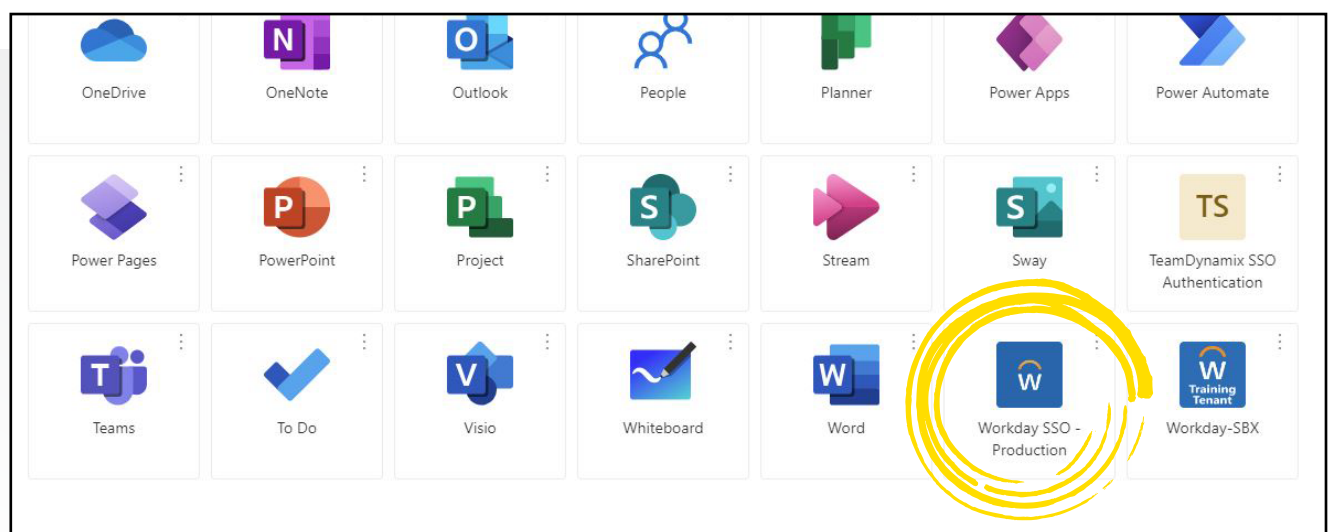 N
O
OneDrive
OneNote
Outlook
People
Planner
Power Apps
Power Automate
P
P
S
S
TS
Power Pages
PowerPoint
Project
SharePoint
Stream
Sway
TeamDynamix SSO
Authentication
T
V
W
W
W
Training
Tenant
Teams
To Do
Visio
Whiteboard
Word
Workday SSO -
Production
Workday-SBX